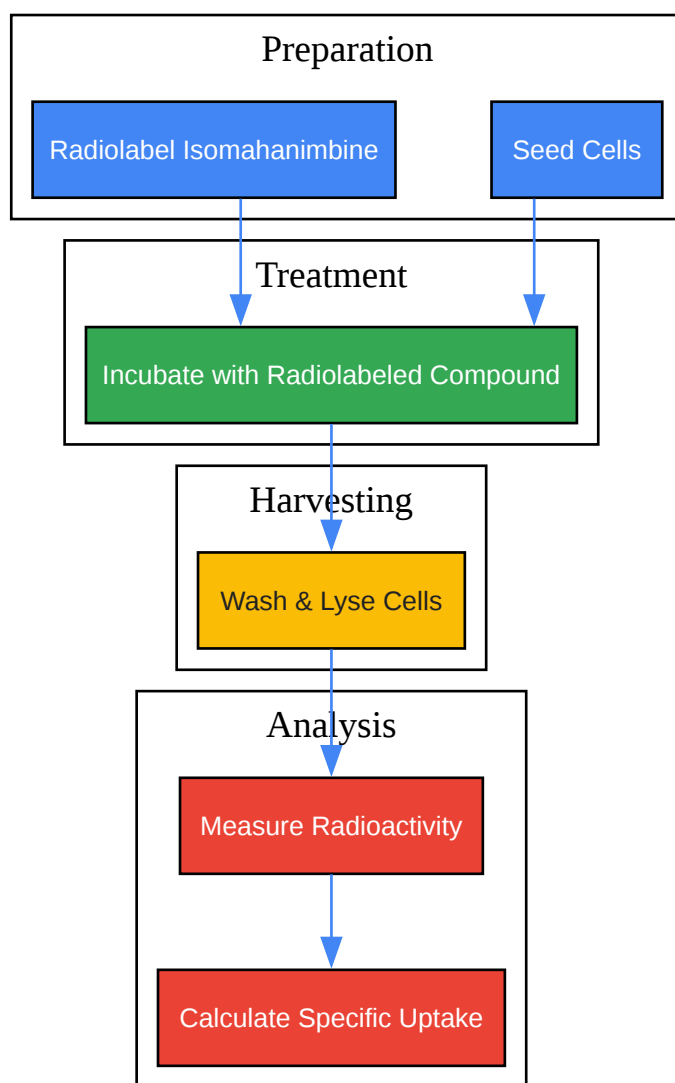 Preparation
Radiolabel Isomahanimbine
Seed Cells
Treatment
Incubate with Radiolabeled Compound
Harvesting
Wash & Lyse Cells
Analysis
Measure Radioactivity
Calculate Specific Uptake